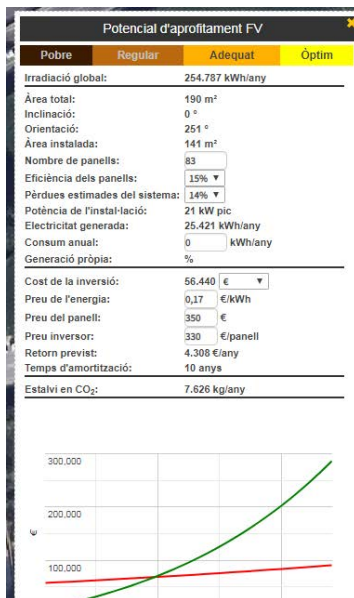 Potencial d'aprofitament FV
Pobre Regular Adequat Òptim
Irradiació global: 254.787 kWh/any
Àrea total: 190 m²
Inclinació: 0 º
Orientació: 251 º
Àrea instalada: 141 m²
Nombre de panells: 83
Eficiència dels panells: 15% ▼
Pèrdues estimades del sistema: 14% ▼
Potència de l'instal·lació: 21 kW pic
Electricitat generada: 25.421 kWh/any
Consum anual: 0 kWh/any
Generació pròpia: %
Cost de la inversió: 56.440 € ▼
Preu de l'energia: 0,17 €/kWh
Preu del panell: 350 €
Preu inversor: 330 €/panell
Retorn previst: 4.308 €/any
Temps d'amortització: 10 anys
Estalvi en CO₂: 7.626 kg/any
300.000
200.000
€
100.000